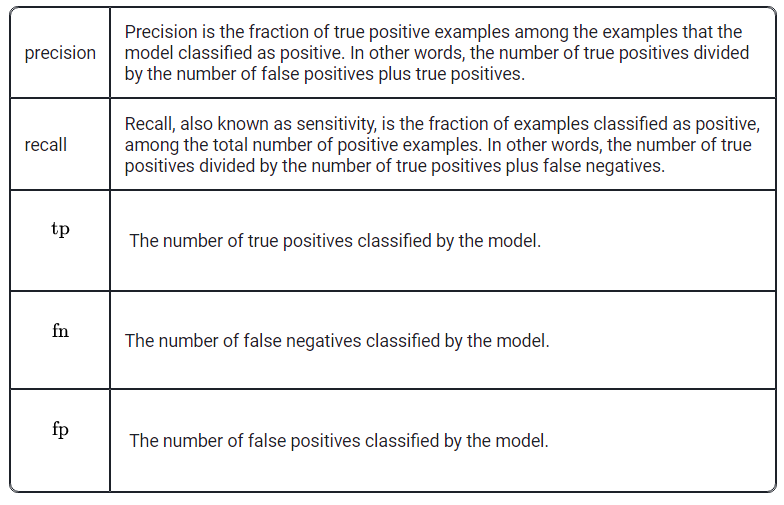 precision
Precision is the fraction of true positive examples among the examples that the
model classified as positive. In other words, the number of true positives divided
by the number of false positives plus true positives.
recall
Recall, also known as sensitivity, is the fraction of examples classified as positive,
among the total number of positive examples. In other words, the number of true
positives divided by the number of true positives plus false negatives.
tp
The number of true positives classified by the model.
fn
The number of false negatives classified by the model.
fp
The number of false positives classified by the model.